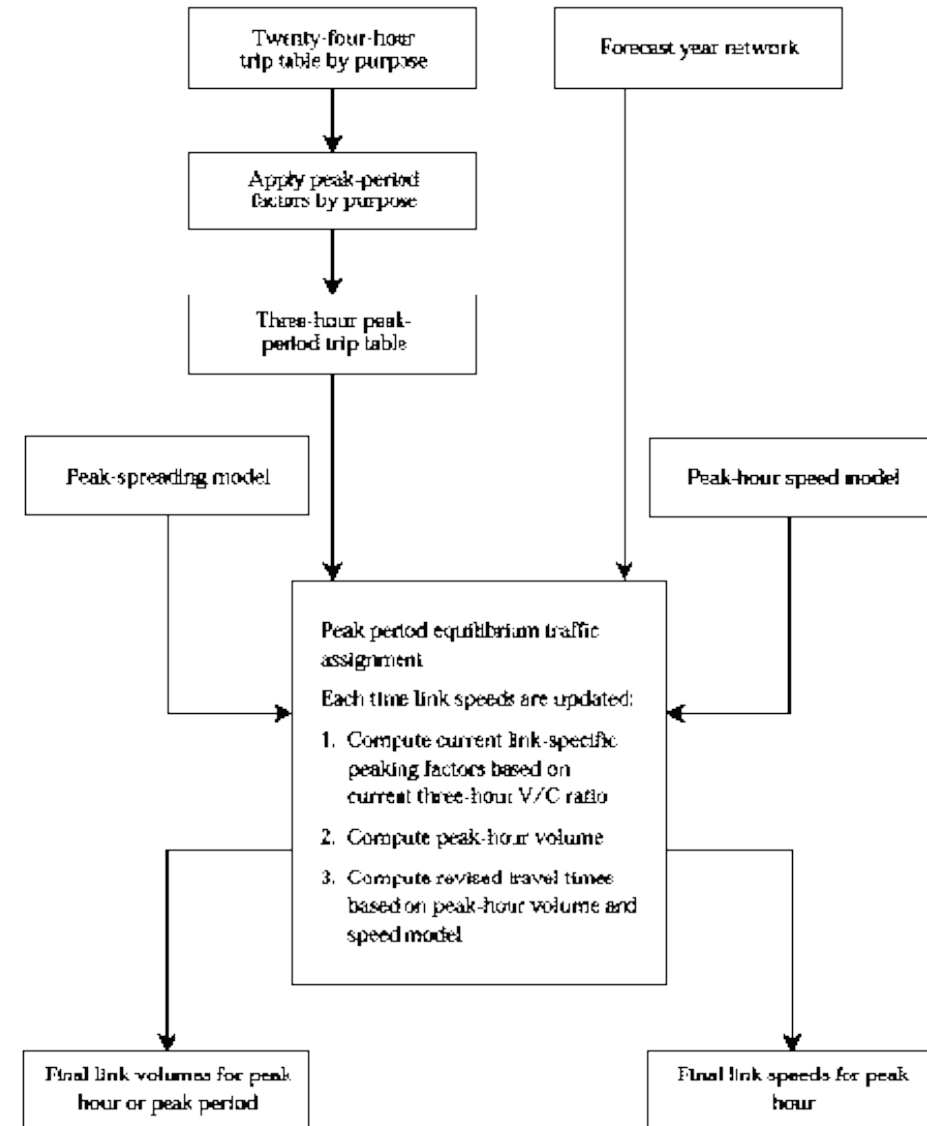 Twenty-four-hour
trip table by purpose
Forecast year network
Apply peak-period
factors by purpose
Three-hour peak-
period trip table
Peak-spreading model
Peak-hour speed model
Peak period equilibrium traffic
assignment
Each time link speeds are updated:
1. Compute current link-specific
peaking factors based on
current three-hour V/C ratio
2. Compute peak-hour volume
3. Compute revised travel times
based on peak-hour volume and
speed model
Final link volumes for peak
hour or peak period
Final link speeds for peak
hour